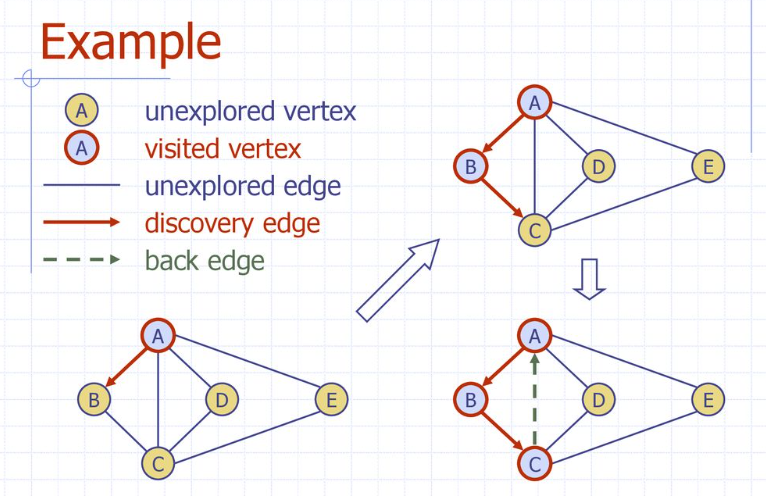 Example
A unexplored vertex
A visited vertex
unexplored edge
discovery edge
back edge
A
B D E
C
A
B D E
C
A
B D E
C